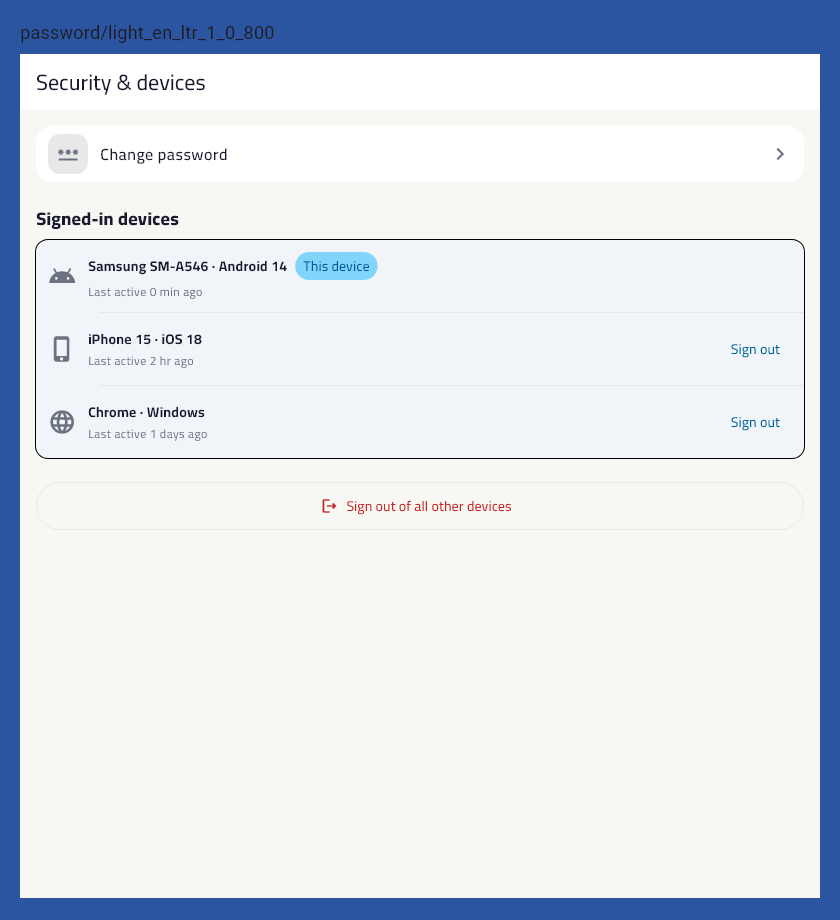 password/light_en_ltr_1_0_800
Security & devices
Change password
Signed-in devices
Samsung SM-A546 · Android 14 This device
Last active 0 min ago
iPhone 15 · iOS 18
Last active 2 hr ago
Sign out
Chrome · Windows
Last active 1 days ago
Sign out
Sign out of all other devices